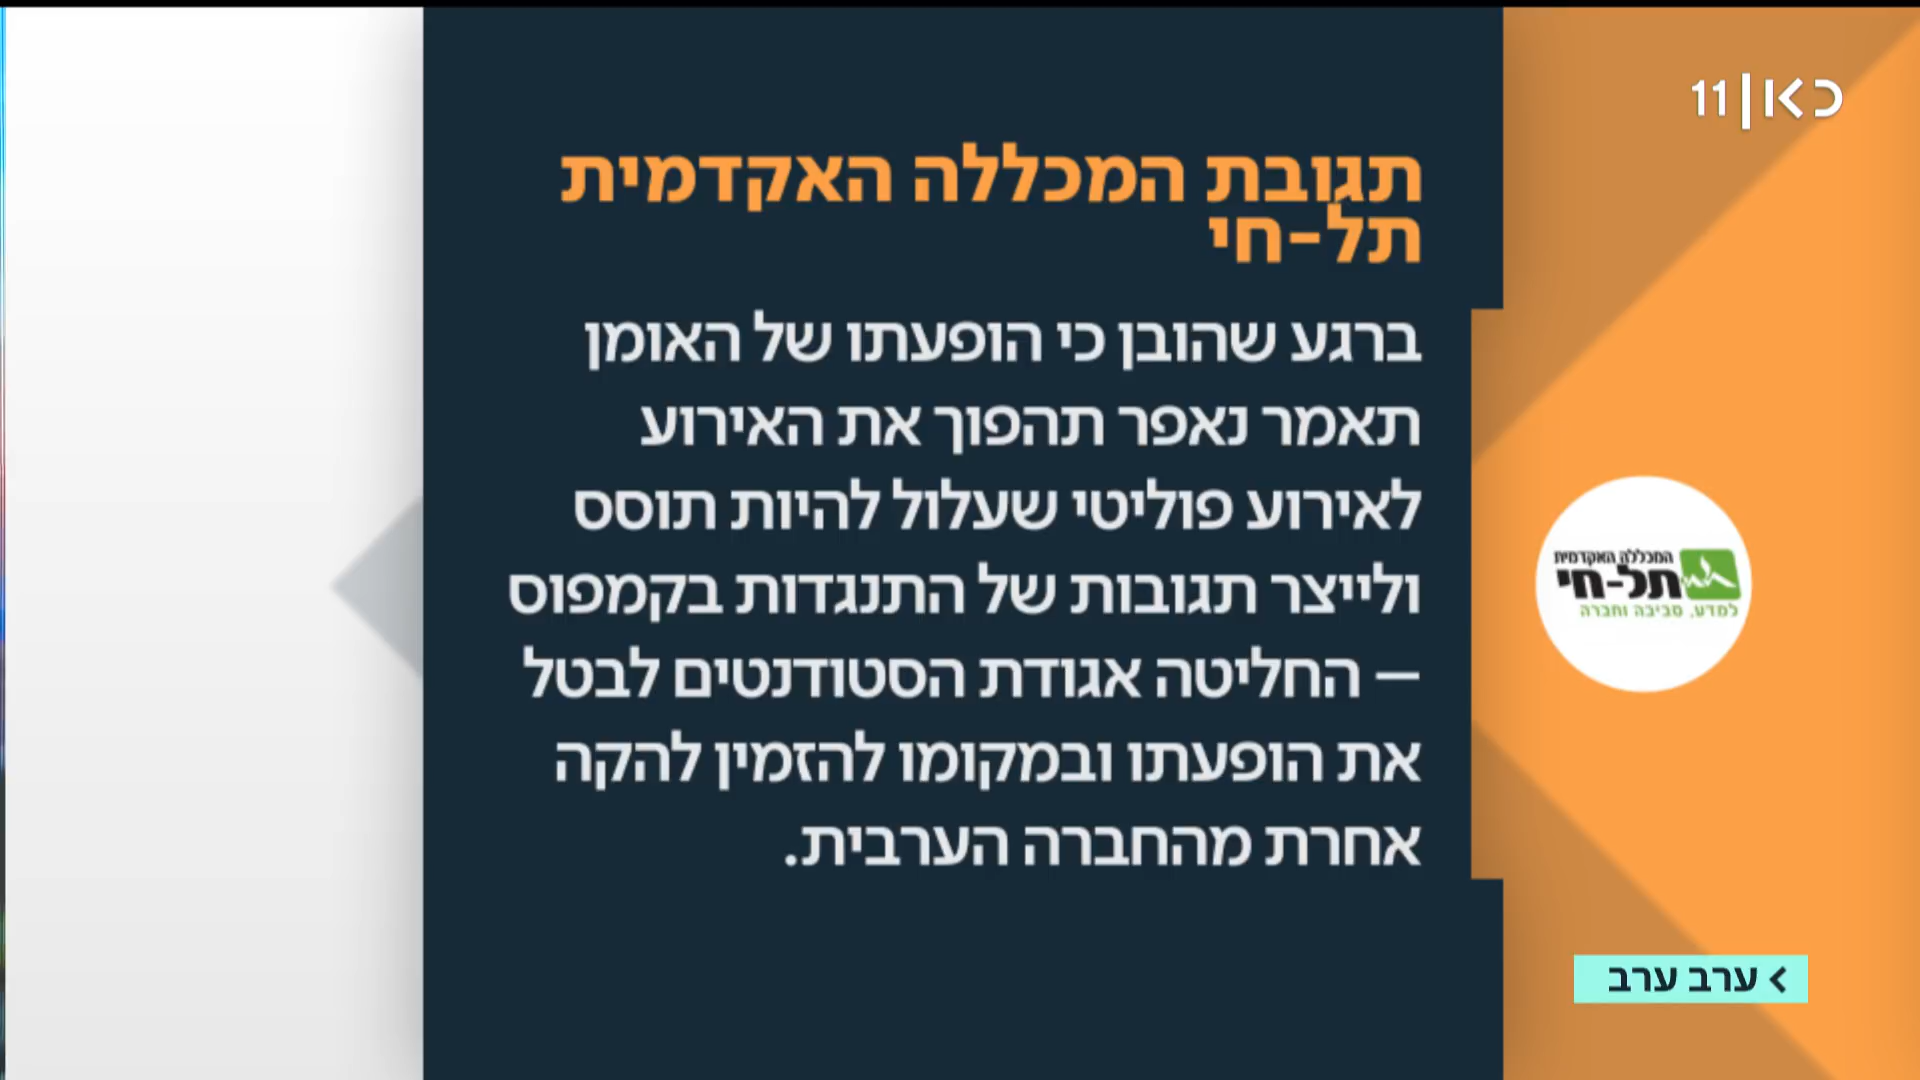 כאן 11
תגובת המכללה האקדמית
תל-חי
ברגע שהובן כי הופעתו של האומן
תאמר נאפר תהפוך את האירוע
לאירוע פוליטי שעלול להיות תוסס
ולייצר תגובות של התנגדות בקמפוס
– החליטה אגודת הסטודנטים לבטל
את הופעתו ובמקומו להזמין להקה
אחרת מהחברה הערבית.
המכללה האקדמית
תל-חי
למדע, סביבה וחברה
ערב ערב